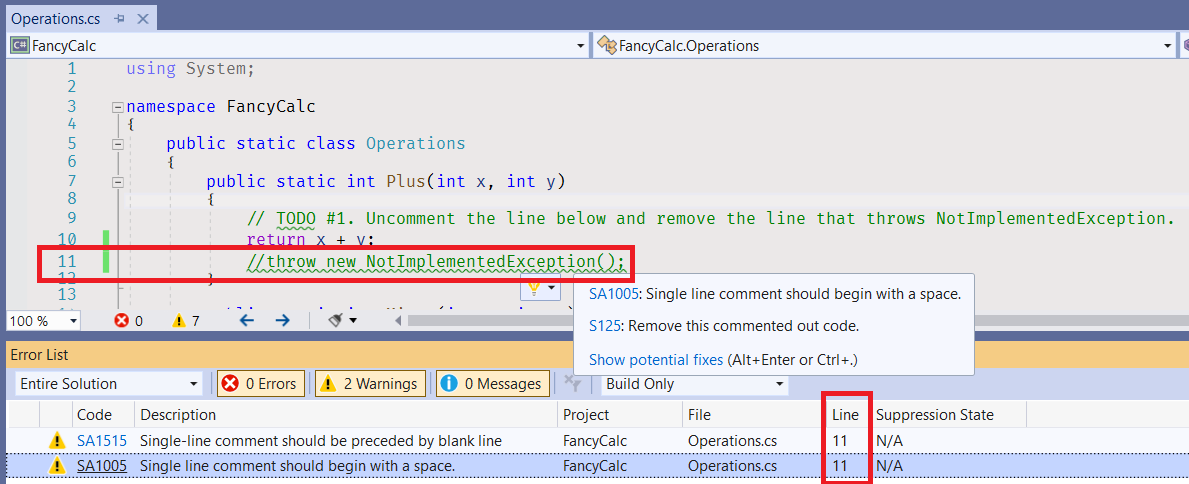 Operations.cs
C# FancyCalc
FancyCalc.Operations
1 using System;
2
3 namespace FancyCalc
4 {
5 public static class Operations
6 {
7 public static int Plus(int x, int y)
8 {
9 // TODO #1. Uncomment the line below and remove the line that throws NotImplementedException.
10 return x + y;
11 //throw new NotImplementedException();
12 }
13
SA1005: Single line comment should begin with a space.
S125: Remove this commented out code.
Show potential fixes (Alt+Enter or Ctrl+.)
100 % 0 7
Error List
Entire Solution 0 Errors 2 Warnings 0 Messages Build Only
Code Description Project File Line Suppression State
SA1515 Single-line comment should be preceded by blank line FancyCalc Operations.cs 11 N/A
SA1005 Single line comment should begin with a space. FancyCalc Operations.cs 11 N/A